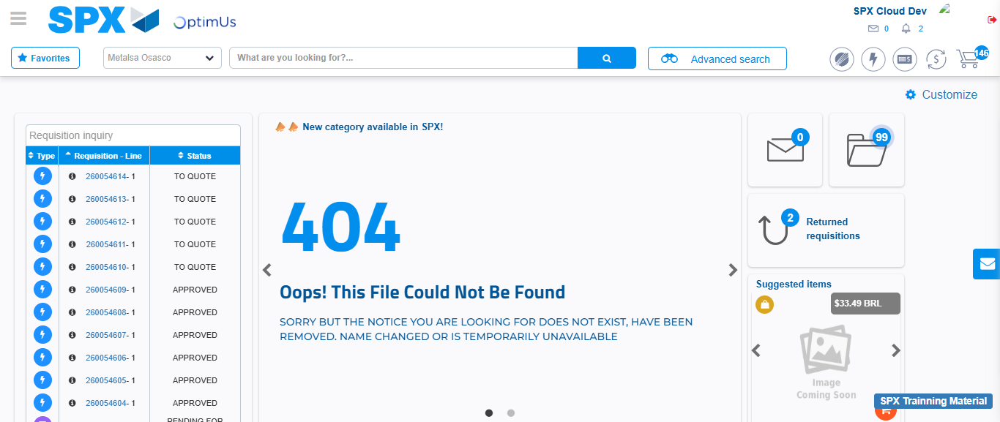 SPX OptimUs
SPX Cloud Dev
0 2
Favorites
Metalsa Osasco
What are you looking for?...
Advanced search
146
Customize
Requisition inquiry
Type Requisition - Line Status
260054614- 1 TO QUOTE
260054613- 1 TO QUOTE
260054612- 1 TO QUOTE
260054611- 1 TO QUOTE
260054610- 1 TO QUOTE
260054609- 1 APPROVED
260054608- 1 APPROVED
260054607- 1 APPROVED
260054606- 1 APPROVED
260054605- 1 APPROVED
260054604- 1 APPROVED
PENDING FOR
New category available in SPX!
404
Oops! This File Could Not Be Found
SORRY BUT THE NOTICE YOU ARE LOOKING FOR DOES NOT EXIST, HAVE BEEN
REMOVED. NAME CHANGED OR IS TEMPORARILY UNAVAILABLE
0
99
2
Returned
requisitions
Suggested items
$33.49 BRL
Image
Coming Soon
SPX Trainning Material